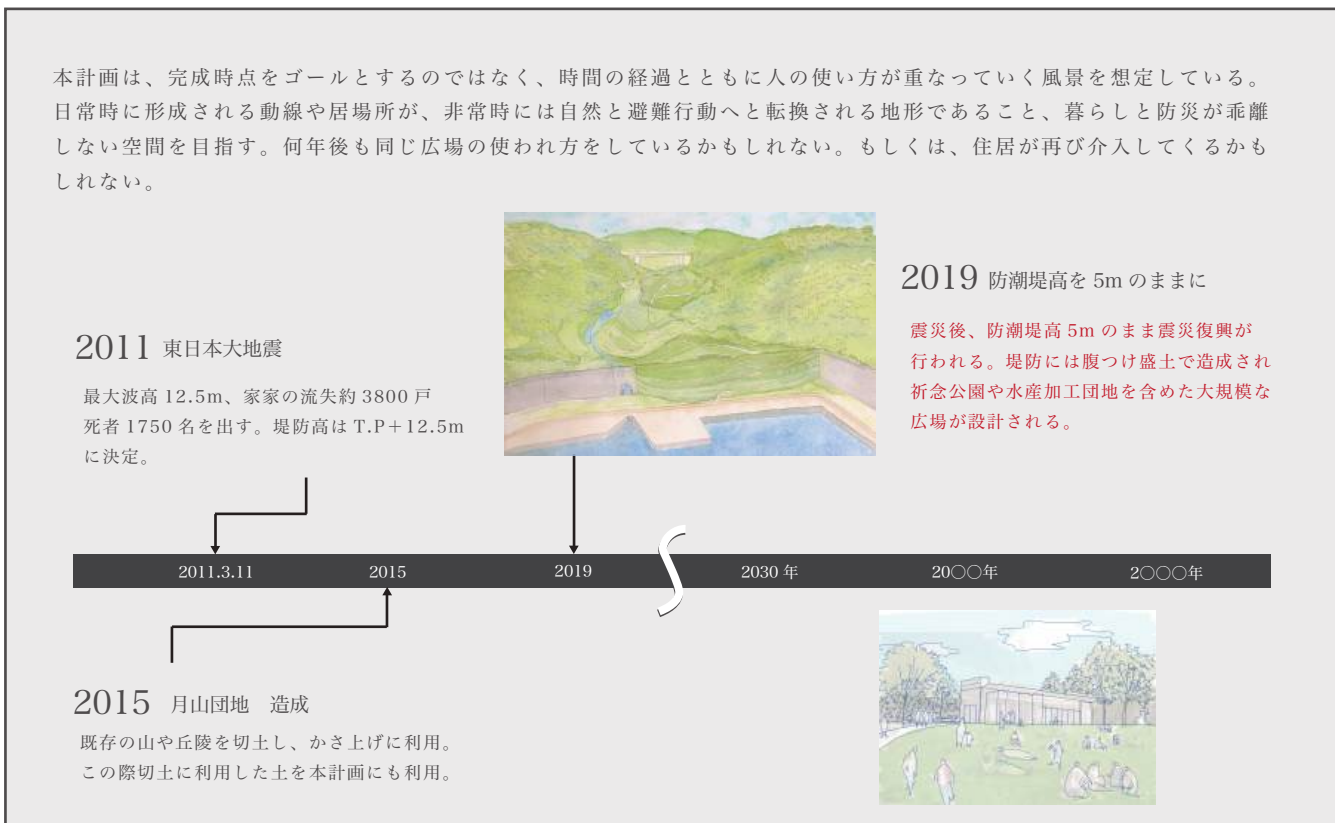 本計画は、完成時点をゴールとするのではなく、時間の経過とともに人の使い方が重なっていく風景を想定している。
日常時に形成される動線や居場所が、非常時には自然と避難行動へと転換される地形であること、暮らしと防災が乖離
しない空間を目指す。何年後も同じ広場の使われ方をしているかもしれない。もしくは、住居が再び介入してくるかも
しれない。
2019 防潮堤高を 5m のままに
震災後、防潮堤高 5m のまま震災復興が
行われる。堤防には腹つけ盛土で造成され
祈念公園や水産加工団地を含めた大規模な
広場が設計される。
2011 東日本大地震
最大波高 12.5m、家家の流失約 3800 戸
死者 1750 名を出す。堤防高は T.P+12.5m
に決定。
2011.3.11 2015 2019 2030 年 20〇〇年 2〇〇〇年
2015 月山団地 造成
既存の山や丘陵を切土し、かさ上げに利用。
この際切土に利用した土を本計画にも利用。